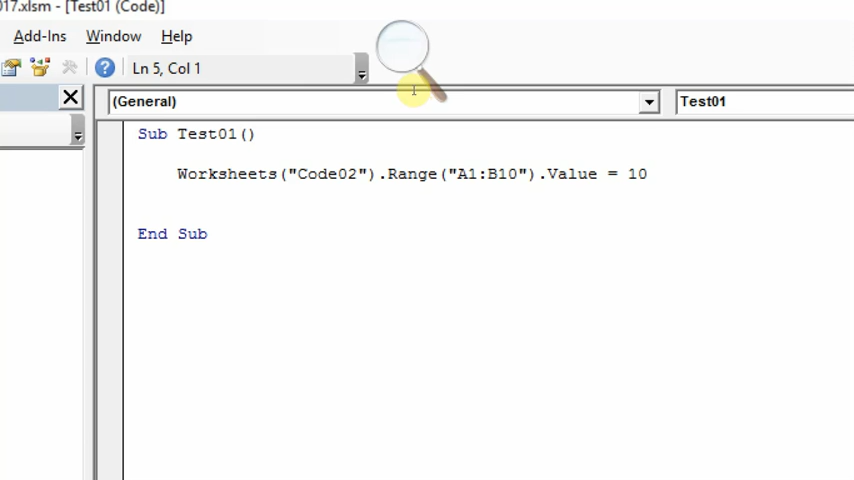 017.xlsm - [Test01 (Code)]
Add-Ins Window Help
Ln 5, Col 1
(General) Test01
Sub Test01()
Worksheets("Code02").Range("A1:B10").Value = 10
End Sub